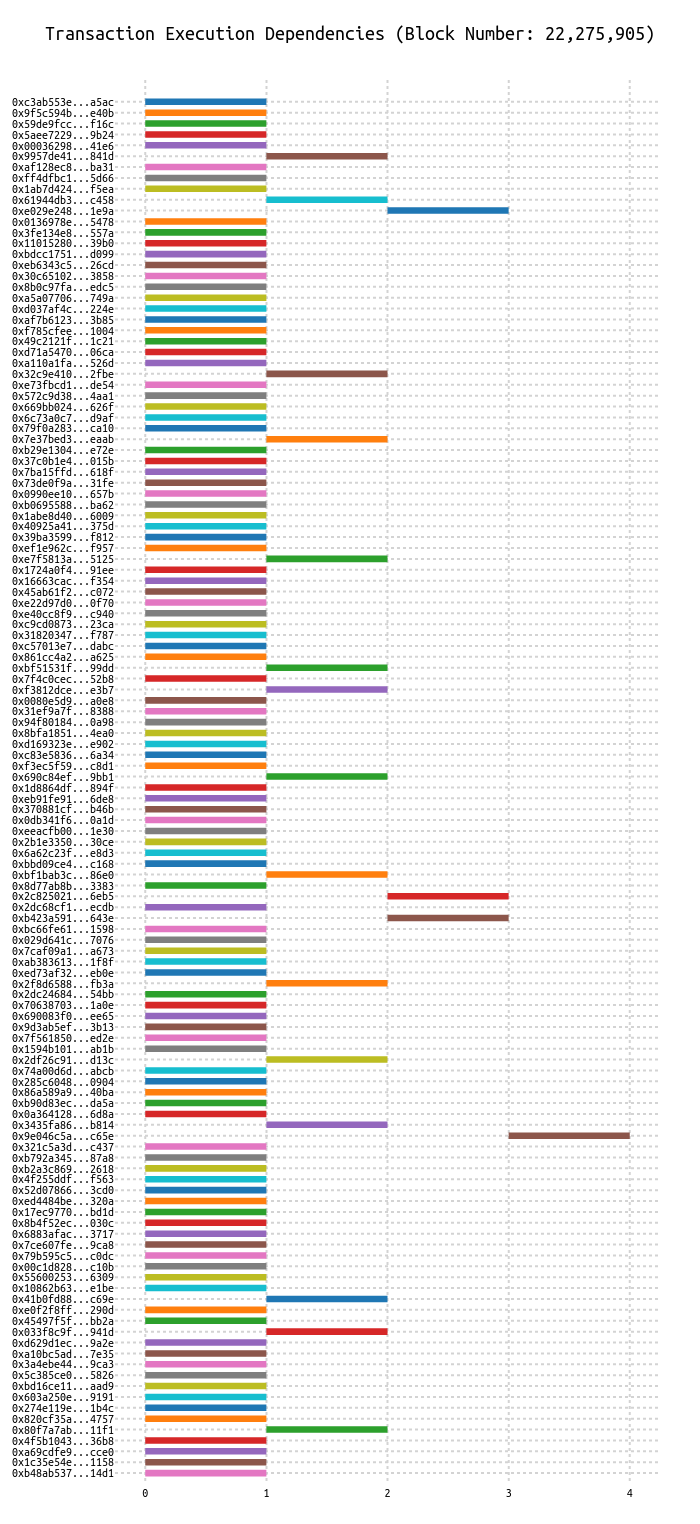 Transaction Execution Dependencies (Block Number: 22,275,905)
0xc3ab553e...a5ac
0x9f5c594b...e40b
0x59de9fcc...f16c
0x5aee7229...9b24
0x00036298...41e6
0x9957de41...841d
0xaf128ec8...ba31
0xff4dfbc1...5d66
0x1ab7d424...f5ea
0x61944db3...c458
0xe029e248...1e9a
0x0136978e...5478
0x3fe134e8...557a
0x11015280...39b0
0xbdcc1751...d099
0xeb6343c5...26cd
0x30c65102...3858
0x8b0c97fa...edc5
0xa5a07706...749a
0xd037af4c...224e
0xaf7b6123...3b85
0xf785cfee...1004
0x49c2121f...1c21
0xd71a5470...06ca
0xa110a1fa...526d
0x32c9e410...2fbe
0xe73fbcd1...de54
0x572c9d38...4aa1
0x669bb024...626f
0x6c73a0c7...d9af
0x79f0a283...ca10
0x7e37bed3...eaab
0xb29e1304...e72e
0x37c0b1e4...015b
0x7ba15ffd...618f
0x73de0f9a...31fe
0x0990ee10...657b
0xb0695588...ba62
0x1abe8d40...6009
0x40925a41...375d
0x39ba3599...f812
0xef1e962c...f957
0xe7f5813a...5125
0x1724a0f4...91ee
0x16663cac...f354
0x45ab61f2...c072
0xe22d97d0...0f70
0xe40cc8f9...c940
0xc9cd0873...23ca
0x31820347...f787
0xc57013e7...dabc
0x861cc4a2...a625
0xbf51531f...99dd
0x7f4c0cec...52b8
0xf3812dce...e3b7
0x0080e5d9...a0e8
0x31ef9a7f...8388
0x94f80184...0a98
0x8bfa1851...4ea0
0xd169323e...e902
0xc83e5836...6a34
0xf3ec5f59...c8d1
0x690c84ef...9bb1
0x1d8864df...894f
0xeb91fe91...6de8
0x370881cf...b46b
0x0db341f6...0a1d
0xeeacfb00...1e30
0x2b1e3350...30ce
0x6a62c23f...e8d3
0xbbd09ce4...c168
0xbf1bab3c...86e0
0x8d77ab8b...3383
0x2c825021...6eb5
0x2dc68cf1...ecdb
0xb423a591...643e
0xbc66fe61...1598
0x029d641c...7076
0x7caf09a1...a673
0xab383613...1f8f
0xed73af32...eb0e
0x2f8d6588...fb3a
0x2dc24684...54bb
0x70638703...1a0e
0x690083f0...ee65
0x9d3ab5ef...3b13
0x7f561850...ed2e
0x1594b101...ab1b
0x2df26c91...d13c
0x74a00d6d...abcb
0x285c6048...0904
0x86a589a9...40ba
0xb90d83ec...da5a
0x0a364128...6d8a
0x3435fa86...b814
0x9e046c5a...c65e
0x321c5a3d...c437
0xb792a345...87a8
0xb2a3c869...2618
0x4f255ddf...f563
0x52d07866...3cd0
0xed4484be...320a
0x17ec9770...bd1d
0x8b4f52ec...030c
0x6883afac...3717
0x7ce607fe...9ca8
0x79b595c5...c0dc
0x00c1d828...c10b
0x55600253...6309
0x10862b63...e1be
0x41b0fd88...c69e
0xe0f2f8ff...290d
0x45497f5f...bb2a
0x033f8c9f...941d
0xd629d1ec...9a2e
0xa10bc5ad...7e35
0x3a4ebe44...9ca3
0x5c385ce0...5826
0xbd16ce11...aad9
0x603a250e...9191
0x274e119e...1b4c
0x820cf35a...4757
0x80f7a7ab...11f1
0x4f5b1043...36b8
0xa69cdfe9...cce0
0x1c35e54e...1158
0xb48ab537...14d1
0 1 2 3 4